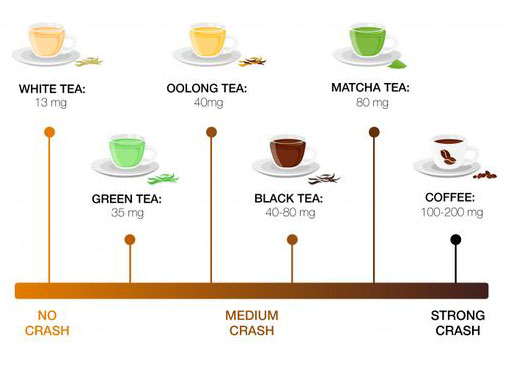 WHITE TEA:
13 mg
OOLONG TEA:
40mg
MATCHA TEA:
80 mg
GREEN TEA:
35 mg
BLACK TEA:
40-80 mg
COFFEE:
100-200 mg
NO
CRASH
MEDIUM
CRASH
STRONG
CRASH